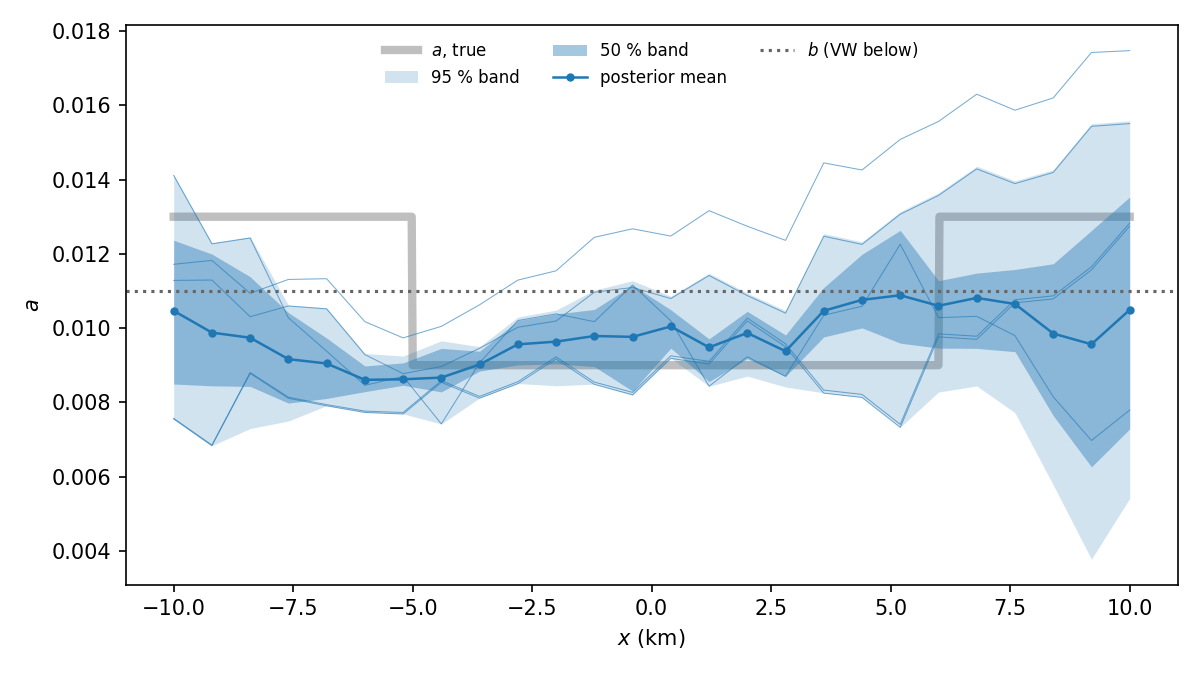 0.018
0.016
0.014
0.012
0.010
0.008
0.006
0.004
a
a, true
95 % band
50 % band
posterior mean
b (VW below)
−10.0 −7.5 −5.0 −2.5 0.0 2.5 5.0 7.5 10.0
x (km)